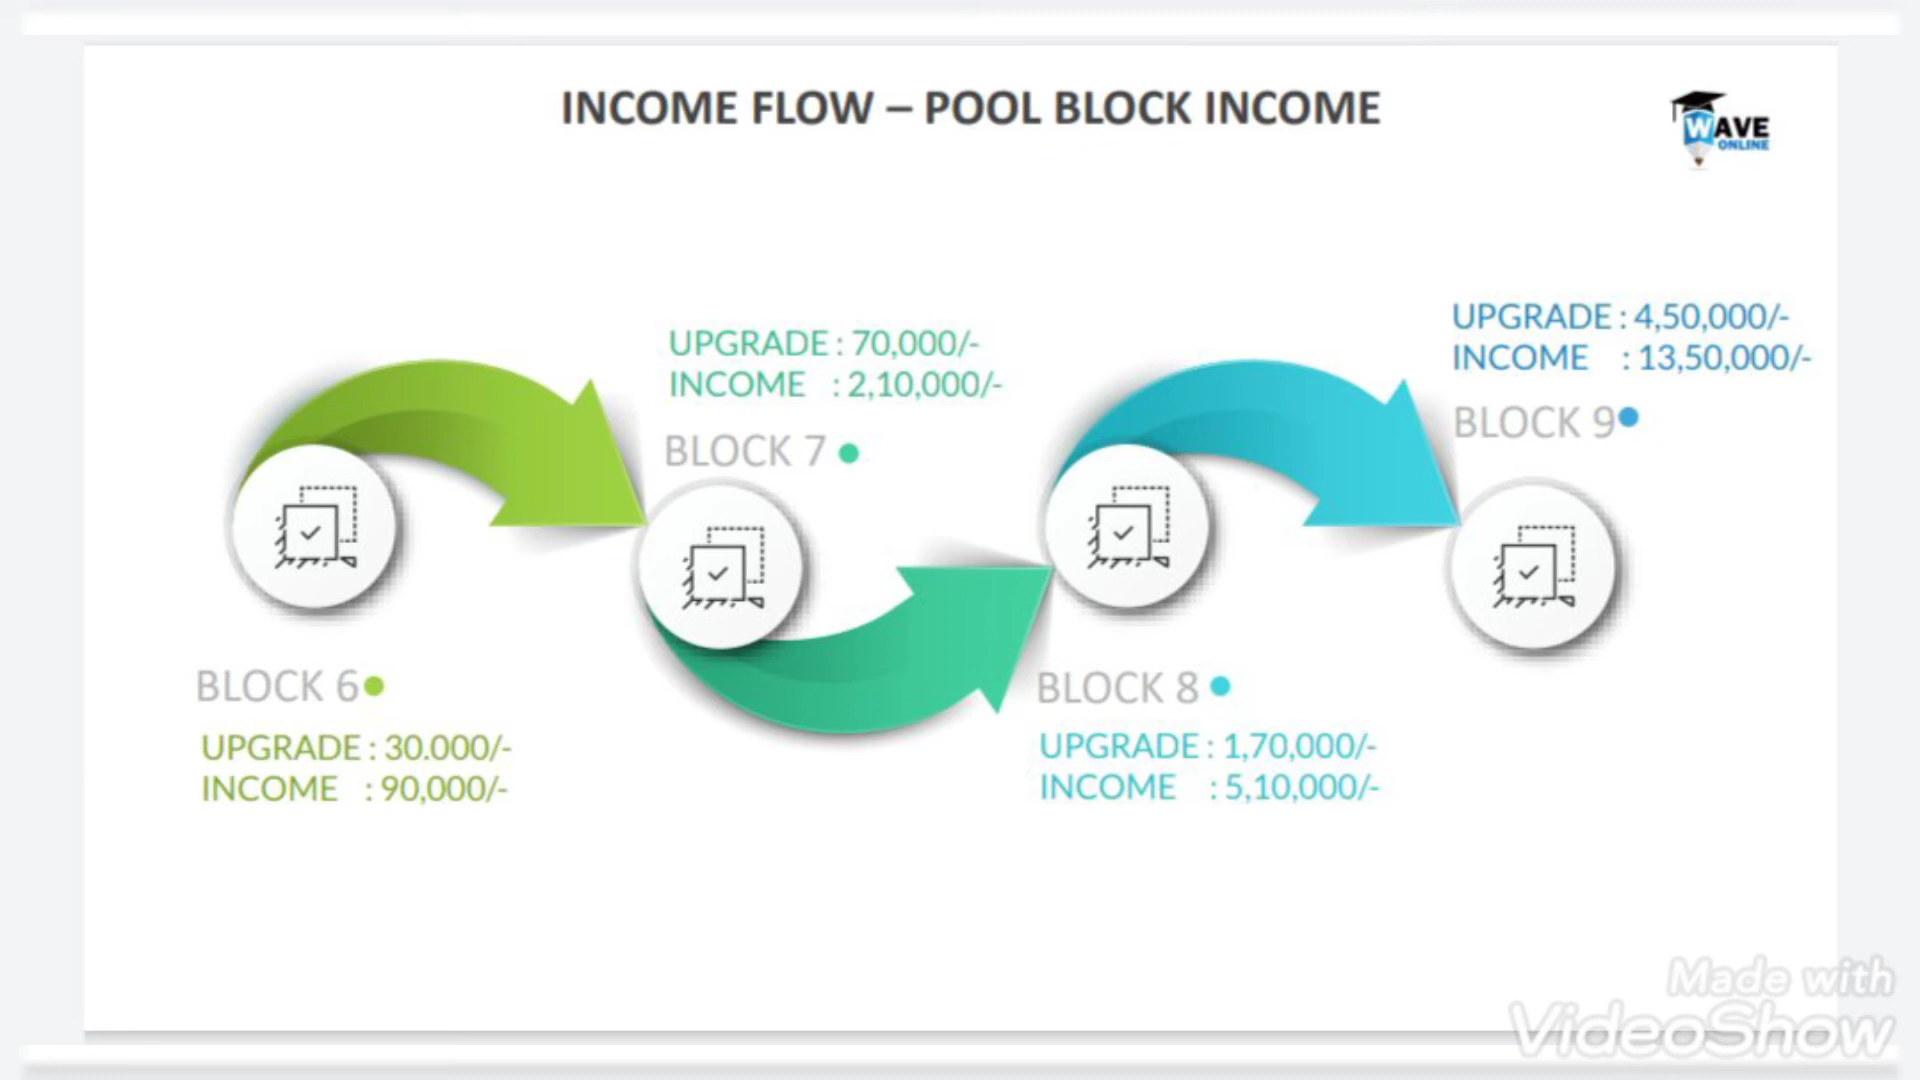 INCOME FLOW – POOL BLOCK INCOME
WAVE
ONLINE
UPGRADE : 4,50,000/-
INCOME : 13,50,000/-
BLOCK 9
UPGRADE : 70,000/-
INCOME : 2,10,000/-
BLOCK 7
BLOCK 6
UPGRADE : 30.000/-
INCOME : 90,000/-
BLOCK 8
UPGRADE : 1,70,000/-
INCOME : 5,10,000/-
Made with
VideoShow